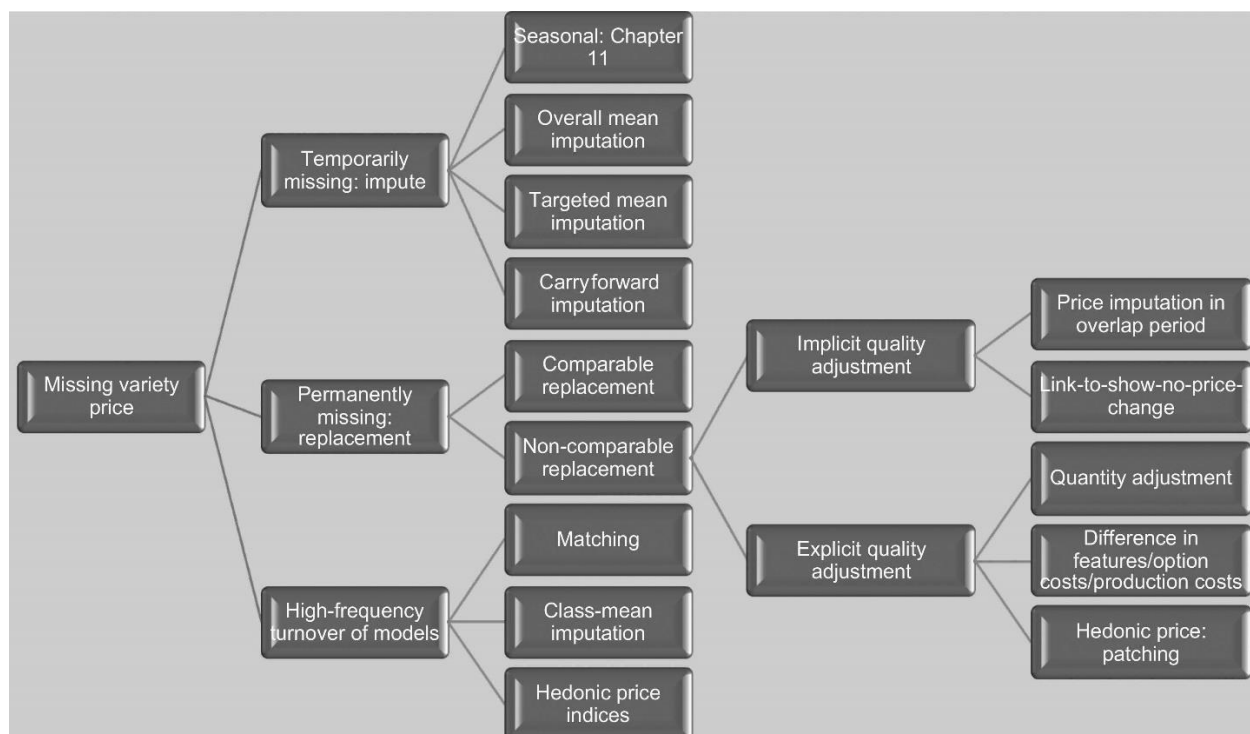 Seasonal: Chapter
11
Overall mean
imputation
Temporarily
missing: impute
Targeted mean
imputation
Carryforward
imputation
Price imputation in
overlap period
Implicit quality
adjustment
Comparable
replacement
Missing variety
price
Permanently
missing:
replacement
Link-to-show-no-price-
change
Non-comparable
replacement
Quantity adjustment
Matching
Explicit quality
adjustment
Difference in
features/option
costs/production costs
High-frequency
turnover of models
Class-mean
imputation
Hedonic price:
patching
Hedonic price
indices